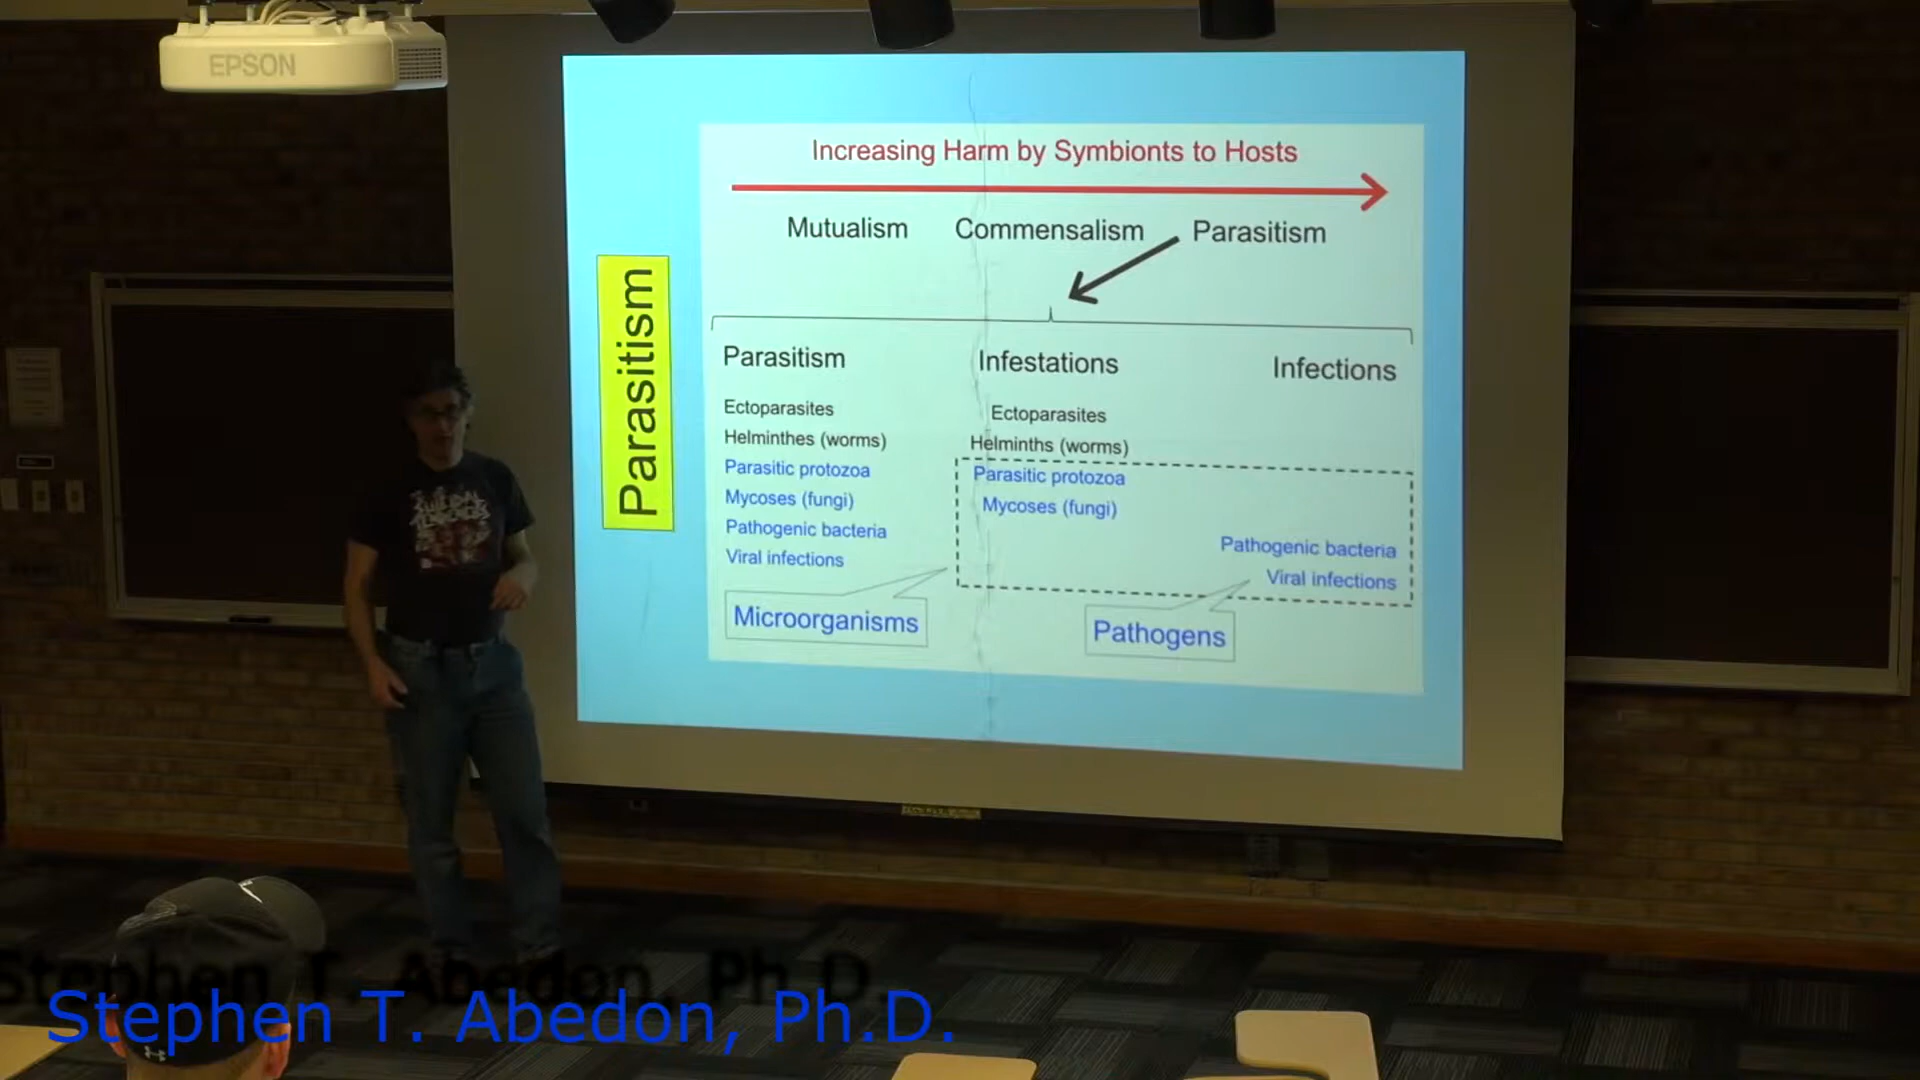 EPSON
Increasing Harm by Symbionts to Hosts
Mutualism Commensalism Parasitism
Parasitism
Parasitism Infestations Infections
Ectoparasites
Helminthes (worms)
Parasitic protozoa
Mycoses (fungi)
Pathogenic bacteria
Viral infections
Ectoparasites
Helminths (worms)
Parasitic protozoa
Mycoses (fungi)
Pathogenic bacteria
Viral infections
Microorganisms
Pathogens
SUICIDAL
TENDENCIES
Stephen T. Abedon, Ph.D.